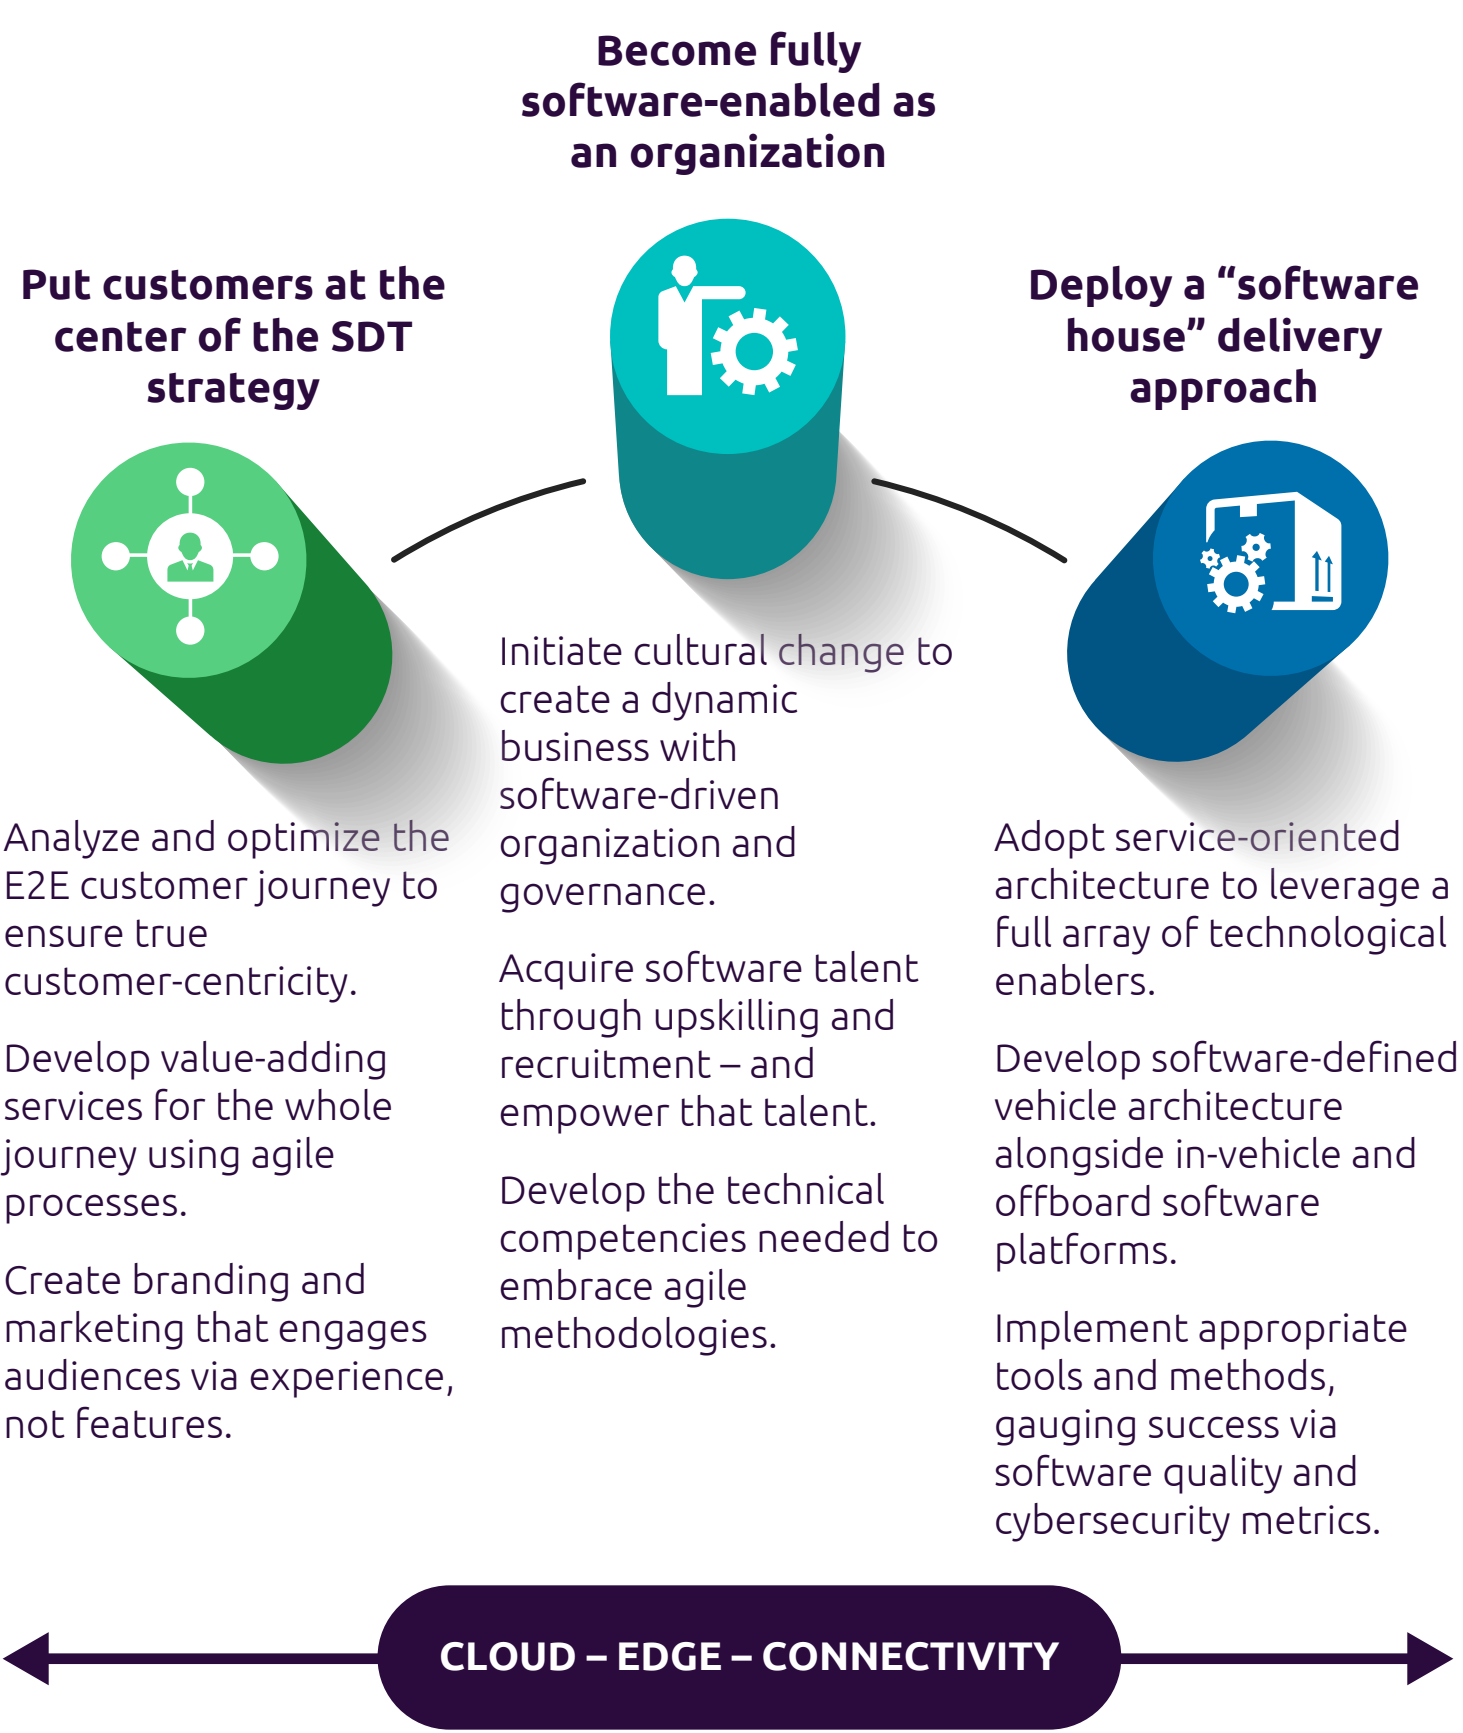 Become fully
software-enabled as
an organization
Put customers at the
center of the SDT
strategy
Deploy a “software
house” delivery
approach
Analyze and optimize the
E2E customer journey to
ensure true
customer-centricity.
Develop value-adding
services for the whole
journey using agile
processes.
Create branding and
marketing that engages
audiences via experience,
not features.
Initiate cultural change to
create a dynamic
business with
software-driven
organization and
governance.
Acquire software talent
through upskilling and
recruitment – and
empower that talent.
Develop the technical
competencies needed to
embrace agile
methodologies.
Adopt service-oriented
architecture to leverage a
full array of technological
enablers.
Develop software-defined
vehicle architecture
alongside in-vehicle and
offboard software
platforms.
Implement appropriate
tools and methods,
gauging success via
software quality and
cybersecurity metrics.
CLOUD – EDGE – CONNECTIVITY